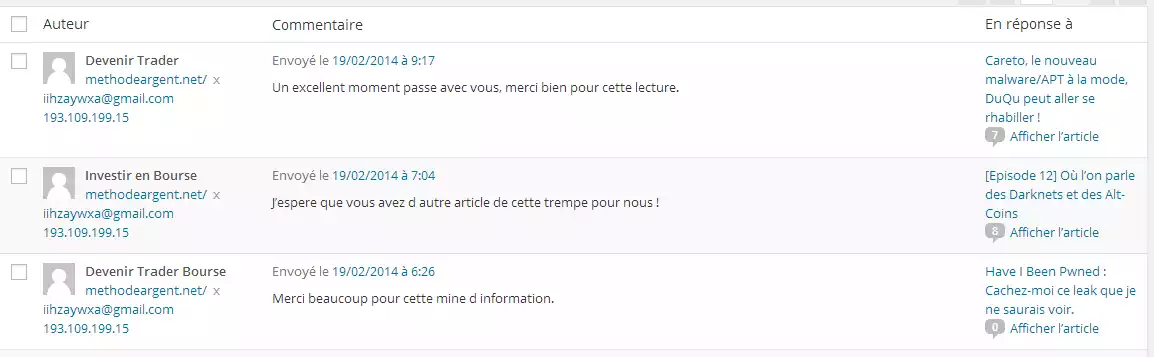 Auteur Commentaire En réponse à
Devenir Trader
methodeargent.net/ x
iihzaywxa@gmail.com
193.109.199.15
Envoyé le 19/02/2014 à 9:17
Un excellent moment passe avec vous, merci bien pour cette lecture.
Careto, le nouveau
malware/APT à la mode,
DuQu peut aller se
rhabiller !
7 Afficher l’article
Investir en Bourse
methodeargent.net/ x
iihzaywxa@gmail.com
193.109.199.15
Envoyé le 19/02/2014 à 7:04
J’espere que vous avez d autre article de cette trempe pour nous !
[Episode 12] Où l’on parle
des Darknets et des Alt-
Coins
8 Afficher l’article
Devenir Trader Bourse
methodeargent.net/ x
iihzaywxa@gmail.com
193.109.199.15
Envoyé le 19/02/2014 à 6:26
Merci beaucoup pour cette mine d information.
Have I Been Pwned :
Cachez-moi ce leak que je
ne saurais voir.
0 Afficher l’article